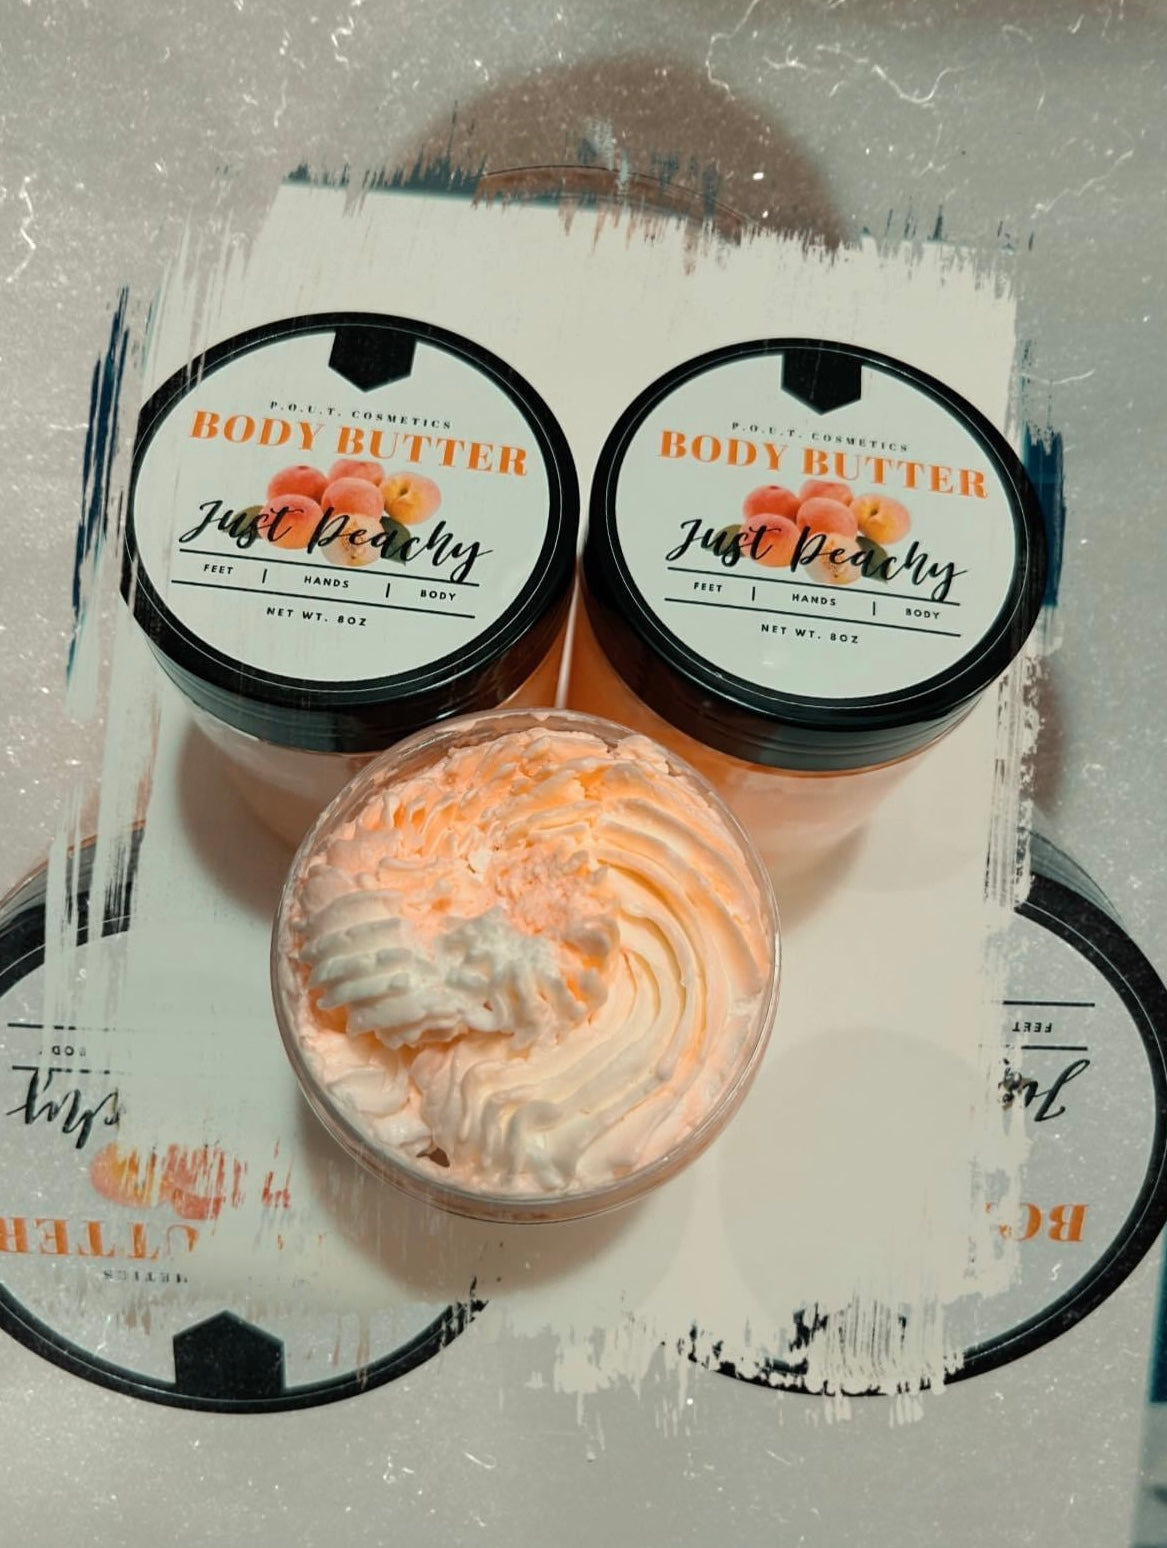 P.O.U.T. COSMETICS
BODY BUTTER
Just Peachy
FEET | HANDS | BODY
NET WT. 8OZ
P.O.U.T. COSMETICS
BODY BUTTER
Just Peachy
FEET | HANDS | BODY
NET WT. 8OZ
FEET